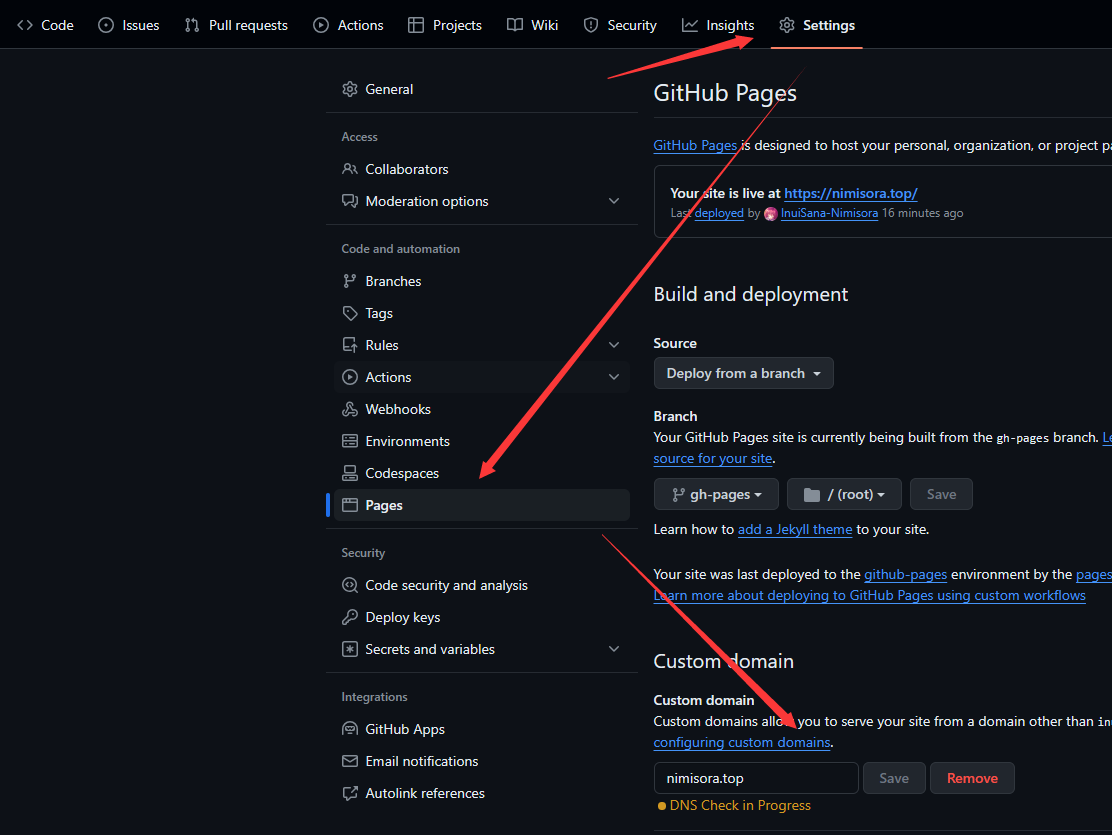 Code Issues Pull requests Actions Projects Wiki Security Insights Settings
General
Access
Collaborators
Moderation options
Code and automation
Branches
Tags
Rules
Actions
Webhooks
Environments
Codespaces
Pages
Security
Code security and analysis
Deploy keys
Secrets and variables
Integrations
GitHub Apps
Email notifications
Autolink references
GitHub Pages
GitHub Pages is designed to host your personal, organization, or project
Your site is live at https://nimisora.top/
Last deployed by InuiSana-Nimisora 16 minutes ago
Build and deployment
Source
Deploy from a branch
Branch
Your GitHub Pages site is currently being built from the gh-pages branch.
source for your site.
gh-pages / (root) Save
Learn how to add a Jekyll theme to your site.
Your site was last deployed to the github-pages environment by the pages
Learn more about deploying to GitHub Pages using custom workflows
Custom domain
Custom domain
Custom domains allow you to serve your site from a domain other than
configuring custom domains.
nimisora.top Save Remove
DNS Check in Progress